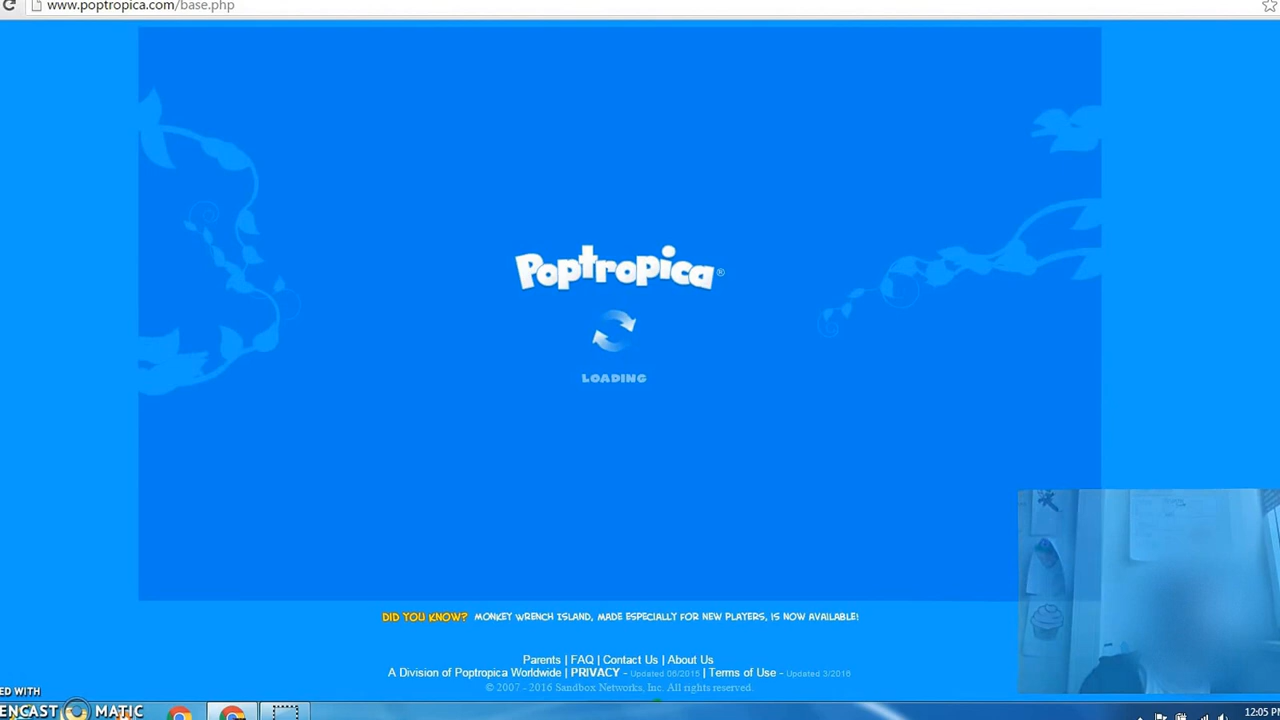 www.poptropica.com/base.php
Poptropica®
LOADING
DID YOU KNOW? MONKEY WRENCH ISLAND, MADE ESPECIALLY FOR NEW PLAYERS, IS NOW AVAILABLE!
Parents | FAQ | Contact Us | About Us
A Division of Poptropica Worldwide | PRIVACY - Updated 06/2015 | Terms of Use - Updated 3/2016
© 2007 - 2016 Sandbox Networks, Inc. All rights reserved.
ED WITH
ENCAST MATIC
12:05 PM